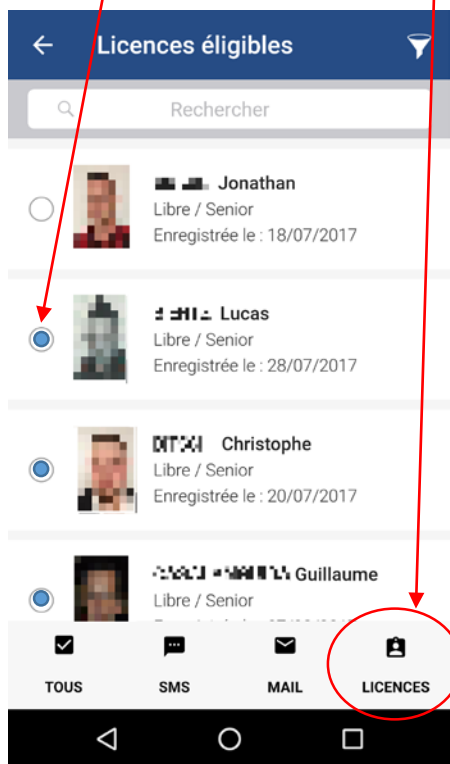 Licences éligibles
Rechercher
Jonathan
Libre / Senior
Enregistrée le : 18/07/2017
Lucas
Libre / Senior
Enregistrée le : 28/07/2017
Christophe
Libre / Senior
Enregistrée le : 20/07/2017
Guillaume
Libre / Senior
TOUS SMS MAIL LICENCES